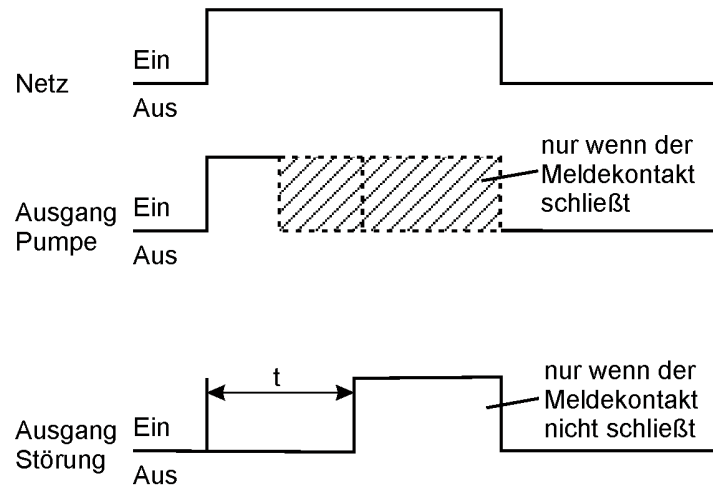 Netz
Ein
Aus
Ausgang
Pumpe
Ein
Aus
nur wenn der
Meldekontakt
schließt
Ausgang
Störung
Ein
Aus
t
nur wenn der
Meldekontakt
nicht schließt